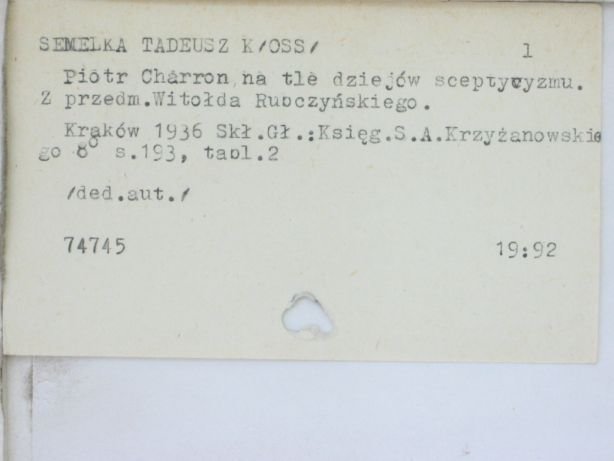 SEMELKA TADEUSZ K/OSS/ 1
Piotr Charron na tle dziejów sceptycyzmu.
Z przedm.Witołda Rubczyńskiego.
Kraków 1936 Skł.Gł.:Księg.S.A.Krzyżanowskie
go 8° s.193, tabl.2
/ded.aut./
74745 19:92